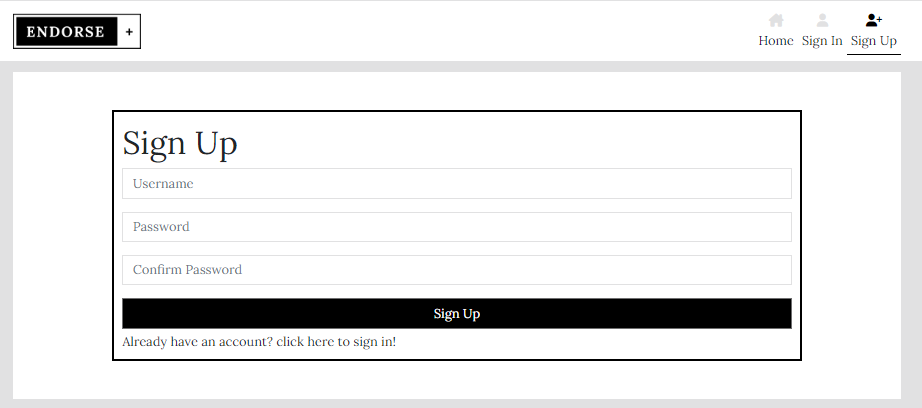 ENDORSE +
Home Sign In Sign Up
Sign Up
Username
Password
Confirm Password
Sign Up
Already have an account? click here to sign in!